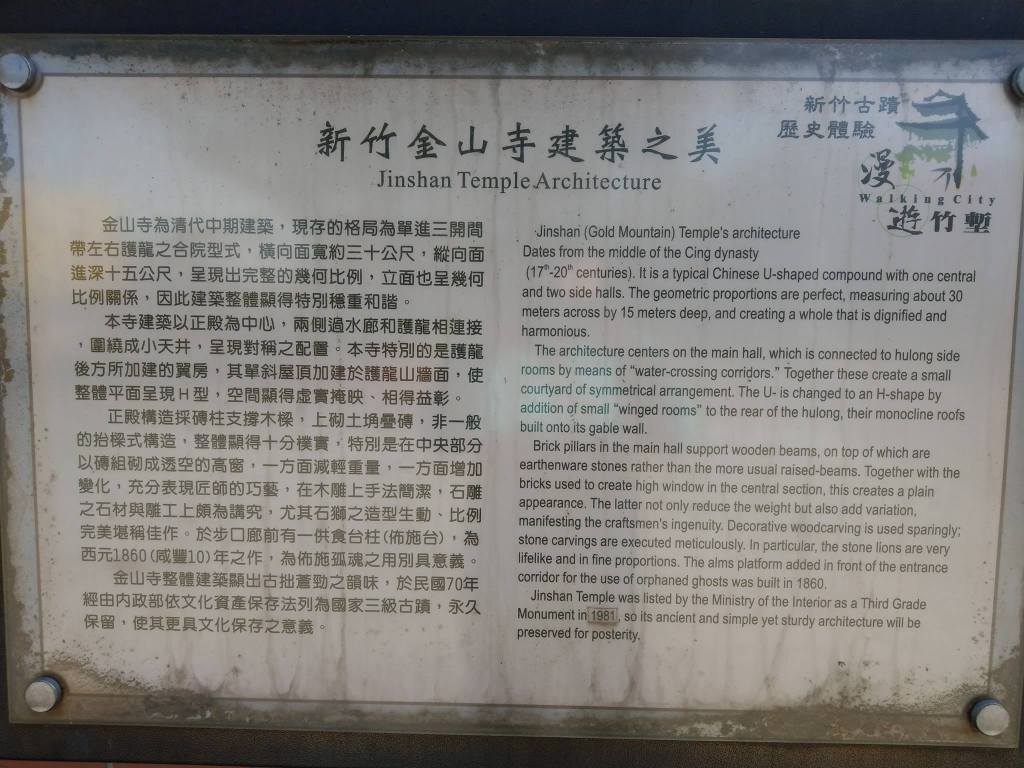 新竹古蹟
歷史體驗
漫
Walking City
遊竹塹
新竹金山寺建築之美
Jinshan Temple Architecture
金山寺為清代中期建築，現存的格局為單進三開間
帶左右護龍之合院型式，橫向面寬約三十公尺，縱向面
進深十五公尺，呈現出完整的幾何比例，立面也呈幾何
比例關係，因此建築整體顯得特別穩重和諧。
本寺建築以正殿為中心，兩側過水廊和護龍相連接
，圍繞成小天井，呈現對稱之配置。本寺特別的是護龍
後方所加建的翼房，其單斜屋頂加建於護龍山牆面，使
整體平面呈現H型，空間顯得虛實掩映、相得益彰。
正殿構造採磚柱支撐木樑，上砌土埆疊磚，非一般
的抬樑式構造，整體顯得十分樸實，特別是在中央部分
以磚組砌成透空的高窗，一方面減輕重量，一方面增加
變化，充分表現匠師的巧藝，在木雕上手法簡潔，石雕
之石材與雕工上頗為講究，尤其石獅之造型生動、比例
完美堪稱佳作。於步口廊前有一供食台柱(佈施台)，為
西元1860(咸豐10)年之作，為佈施孤魂之用別具意義。
金山寺整體建築顯出古拙蒼勁之韻味，於民國70年
經由內政部依文化資產保存法列為國家三級古蹟，永久
保留，使其更具文化保存之意義。
Jinshan (Gold Mountain) Temple's architecture
Dates from the middle of the Cing dynasty
(17th-20th centuries). It is a typical Chinese U-shaped compound with one central
and two side halls. The geometric proportions are perfect, measuring about 30
meters across by 15 meters deep, and creating a whole that is dignified and
harmonious.
The architecture centers on the main hall, which is connected to hulong side
rooms by means of “water-crossing corridors.” Together these create a small
courtyard of symmetrical arrangement. The U- is changed to an H-shape by
addition of small “winged rooms” to the rear of the hulong, their monocline roofs
built onto its gable wall.
Brick pillars in the main hall support wooden beams, on top of which are
earthenware stones rather than the more usual raised-beams. Together with the
bricks used to create high window in the central section, this creates a plain
appearance. The latter not only reduce the weight but also add variation,
manifesting the craftsmen's ingenuity. Decorative woodcarving is used sparingly;
stone carvings are executed meticulously. In particular, the stone lions are very
lifelike and in fine proportions. The alms platform added in front of the entrance
corridor for the use of orphaned ghosts was built in 1860.
Jinshan Temple was listed by the Ministry of the Interior as a Third Grade
Monument in 1981, so its ancient and simple yet sturdy architecture will be
preserved for posterity.